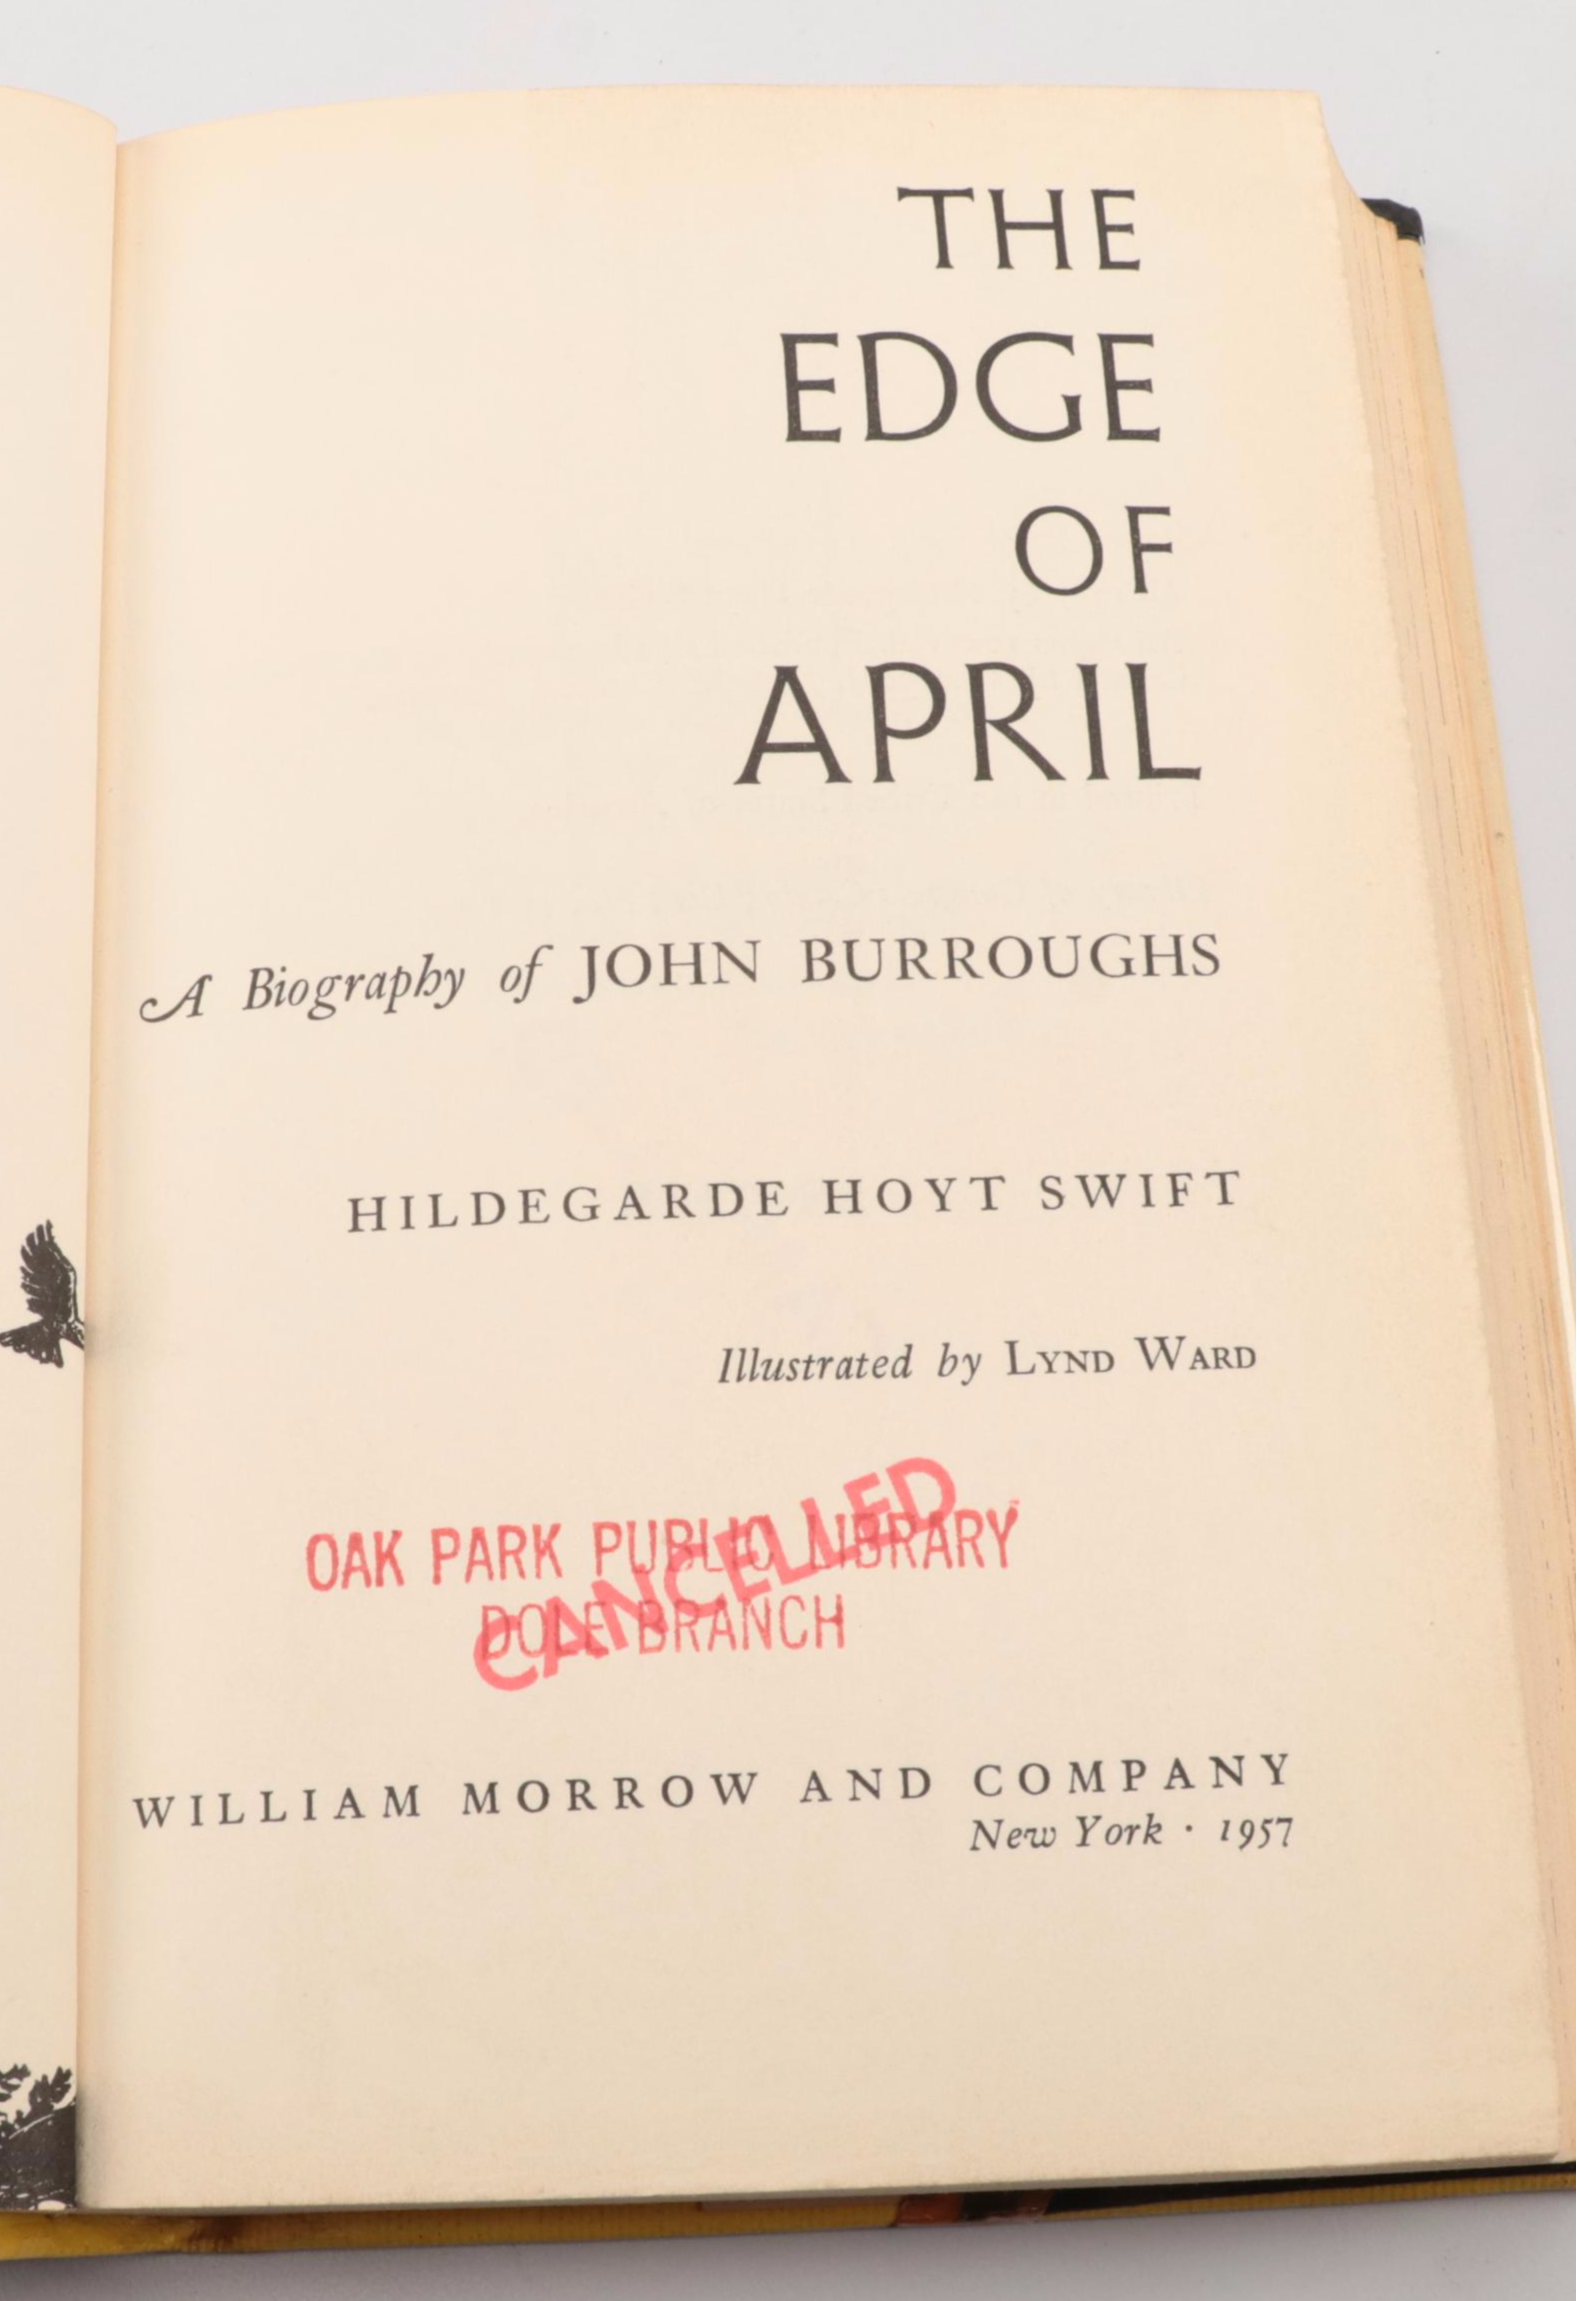 THE
EDGE
OF
APRIL
A Biography of JOHN BURROUGHS
HILDEGARDE HOYT SWIFT
Illustrated by LYND WARD
OAK PARK PUBLIC LIBRARY
DOLE BRANCH
CANCELLED
WILLIAM MORROW AND COMPANY
New York · 1957